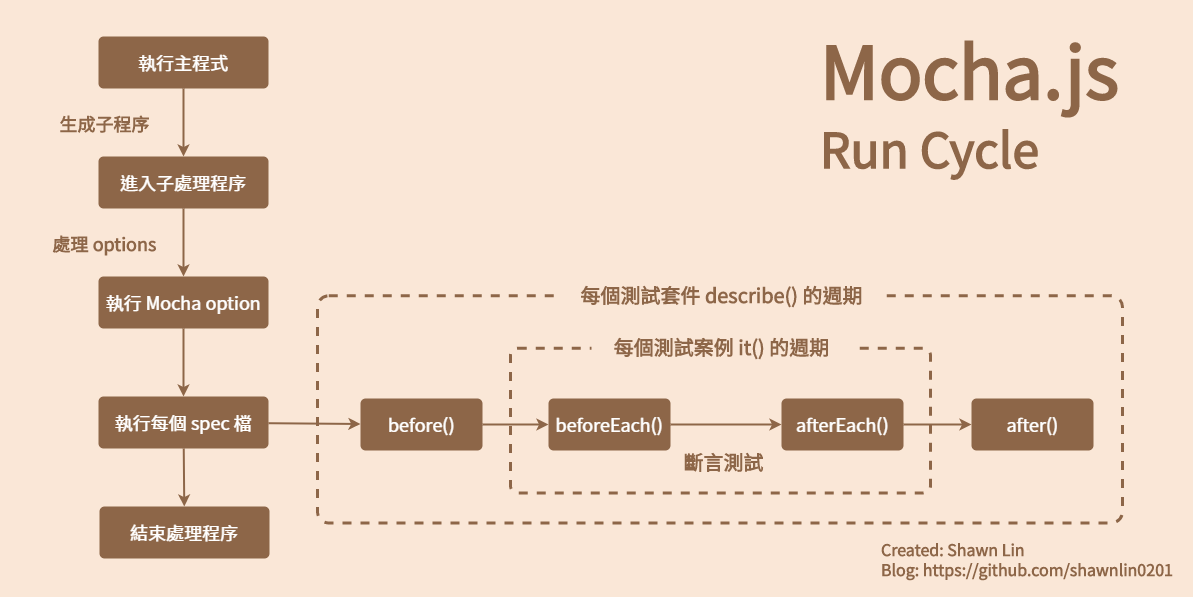 Mocha.js
Run Cycle
執行主程式
生成子程序
進入子處理程序
處理 options
執行 Mocha option
執行每個 spec 檔
結束處理程序
每個測試套件 describe() 的週期
每個測試案例 it() 的週期
before()
beforeEach()
afterEach()
after()
斷言測試
Created: Shawn Lin
Blog: https://github.com/shawnlin0201